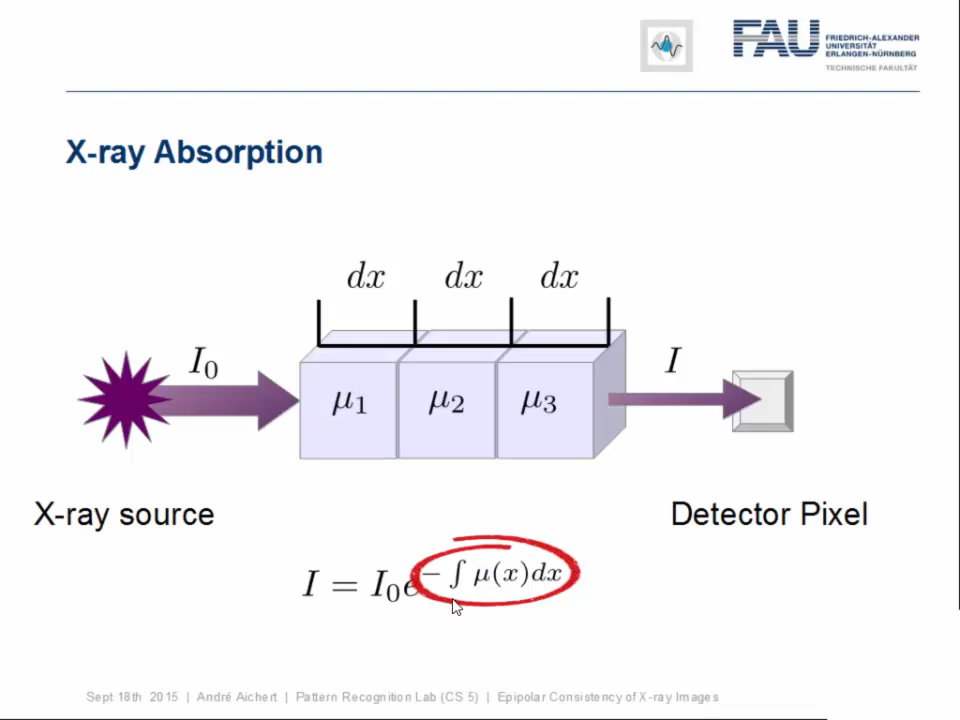 FAU FRIEDRICH-ALEXANDER
UNIVERSITÄT
ERLANGEN-NÜRNBERG
TECHNISCHE FAKULTÄT
X-ray Absorption
dx dx dx
I₀ μ₁ μ₂ μ₃ I
X-ray source Detector Pixel
I = I₀e^{−∫μ(x)dx}
Sept 18th 2015 | André Aichert | Pattern Recognition Lab (CS 5) | Epipolar Consistency of X-ray Images